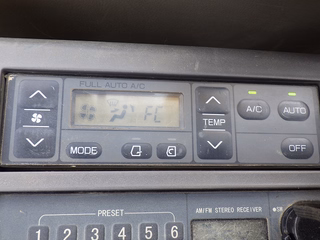 FULL AUTO A/C
FC
TEMP
A/C
AUTO
MODE
OFF
PRESET
AM/FM STEREO RECEIVER
1 2 3 4 5 6